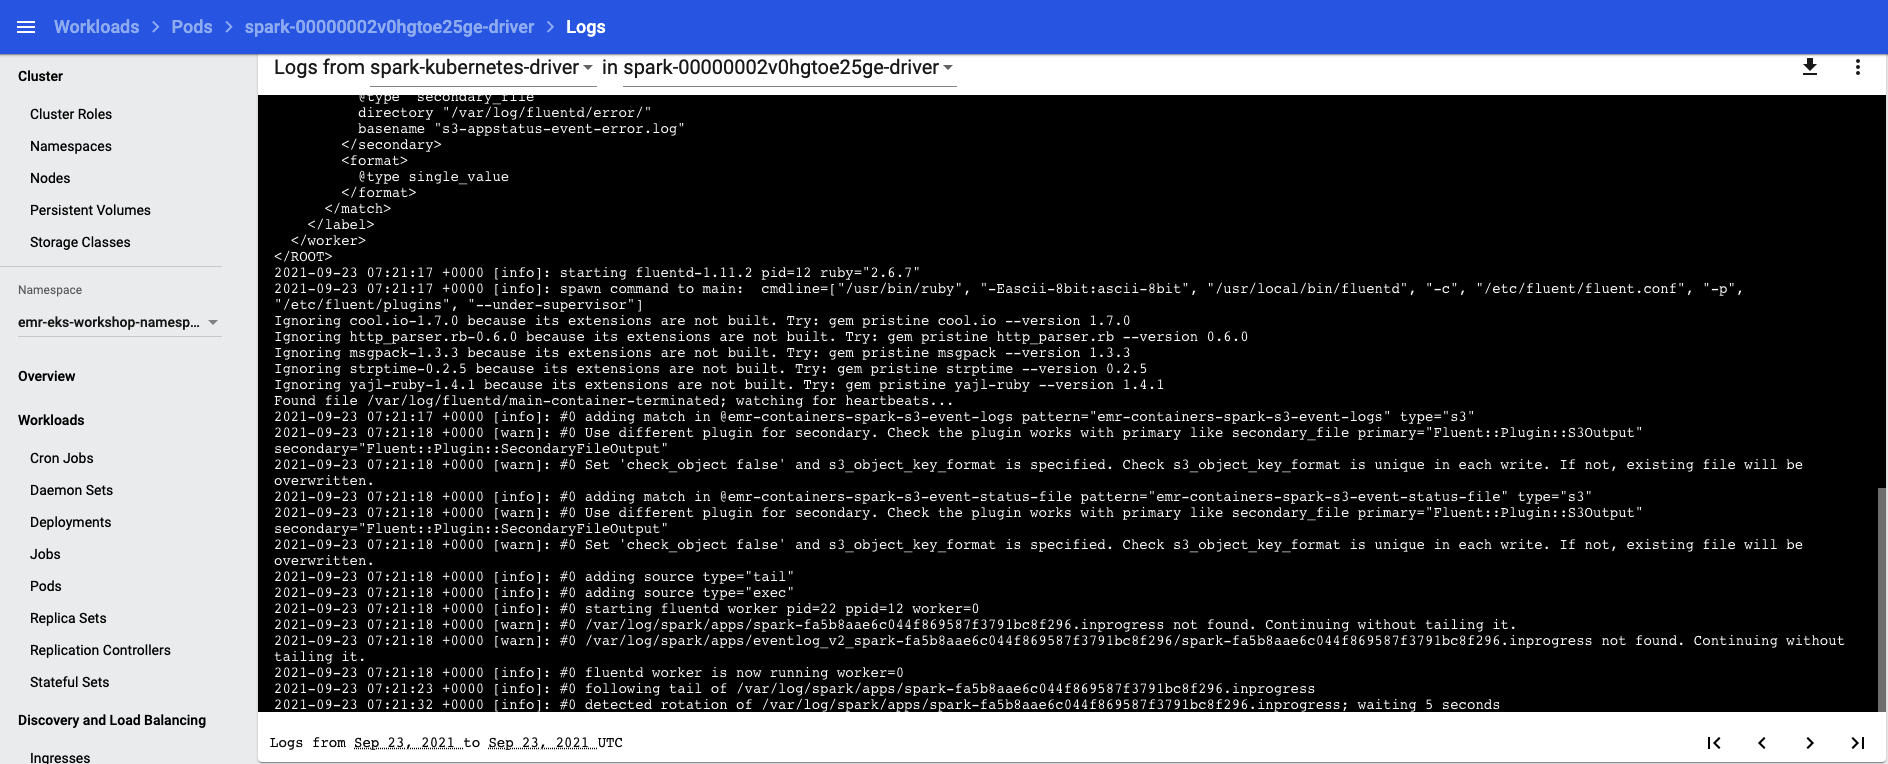 Workloads > Pods > spark-00000002v0hgtoe25ge-driver > Logs
Cluster
Cluster Roles
Namespaces
Nodes
Persistent Volumes
Storage Classes
Namespace
emr-eks-workshop-namesp...
Overview
Workloads
Cron Jobs
Daemon Sets
Deployments
Jobs
Pods
Replica Sets
Replication Controllers
Stateful Sets
Discovery and Load Balancing
Ingresses
Logs from spark-kubernetes-driver in spark-00000002v0hgtoe25ge-driver
@type "secondary_file"
directory "/var/log/fluentd/error/"
basename "s3-appstatus-event-error.log"
</secondary>
<format>
@type single_value
</format>
</match>
</label>
</worker>
</ROOT>
2021-09-23 07:21:17 +0000 [info]: starting fluentd-1.11.2 pid=12 ruby="2.6.7"
2021-09-23 07:21:17 +0000 [info]: spawn command to main:  cmdline=["/usr/bin/ruby", "-Eascii-8bit:ascii-8bit", "/usr/local/bin/fluentd", "-c", "/etc/fluent/fluent.conf", "-p",
"/etc/fluent/plugins", "--under-supervisor"]
Ignoring cool.io-1.7.0 because its extensions are not built. Try: gem pristine cool.io --version 1.7.0
Ignoring http_parser.rb-0.6.0 because its extensions are not built. Try: gem pristine http_parser.rb --version 0.6.0
Ignoring msgpack-1.3.3 because its extensions are not built. Try: gem pristine msgpack --version 1.3.3
Ignoring strptime-0.2.5 because its extensions are not built. Try: gem pristine strptime --version 0.2.5
Ignoring yajl-ruby-1.4.1 because its extensions are not built. Try: gem pristine yajl-ruby --version 1.4.1
Found file /var/log/fluentd/main-container-terminated; watching for heartbeats...
2021-09-23 07:21:17 +0000 [info]: #0 adding match in @emr-containers-spark-s3-event-logs pattern="emr-containers-spark-s3-event-logs" type="s3"
2021-09-23 07:21:18 +0000 [warn]: #0 Use different plugin for secondary. Check the plugin works with primary like secondary_file primary="Fluent::Plugin::S3Output"
secondary="Fluent::Plugin::SecondaryFileOutput"
2021-09-23 07:21:18 +0000 [warn]: #0 Set 'check_object false' and s3_object_key_format is specified. Check s3_object_key_format is unique in each write. If not, existing file will be
overwritten.
2021-09-23 07:21:18 +0000 [info]: #0 adding match in @emr-containers-spark-s3-event-status-file pattern="emr-containers-spark-s3-event-status-file" type="s3"
2021-09-23 07:21:18 +0000 [warn]: #0 Use different plugin for secondary. Check the plugin works with primary like secondary_file primary="Fluent::Plugin::S3Output"
secondary="Fluent::Plugin::SecondaryFileOutput"
2021-09-23 07:21:18 +0000 [warn]: #0 Set 'check_object false' and s3_object_key_format is specified. Check s3_object_key_format is unique in each write. If not, existing file will be
overwritten.
2021-09-23 07:21:18 +0000 [info]: #0 adding source type="tail"
2021-09-23 07:21:18 +0000 [info]: #0 adding source type="exec"
2021-09-23 07:21:18 +0000 [info]: #0 starting fluentd worker pid=22 ppid=12 worker=0
2021-09-23 07:21:18 +0000 [warn]: #0 /var/log/spark/apps/spark-fa5b8aae6c044f869587f3791bc8f296.inprogress not found. Continuing without tailing it.
2021-09-23 07:21:18 +0000 [warn]: #0 /var/log/spark/apps/eventlog_v2_spark-fa5b8aae6c044f869587f3791bc8f296/spark-fa5b8aae6c044f869587f3791bc8f296.inprogress not found. Continuing without
tailing it.
2021-09-23 07:21:18 +0000 [info]: #0 fluentd worker is now running worker=0
2021-09-23 07:21:23 +0000 [info]: #0 following tail of /var/log/spark/apps/spark-fa5b8aae6c044f869587f3791bc8f296.inprogress
2021-09-23 07:21:32 +0000 [info]: #0 detected rotation of /var/log/spark/apps/spark-fa5b8aae6c044f869587f3791bc8f296.inprogress; waiting 5 seconds
Logs from Sep 23, 2021 to Sep 23, 2021 UTC